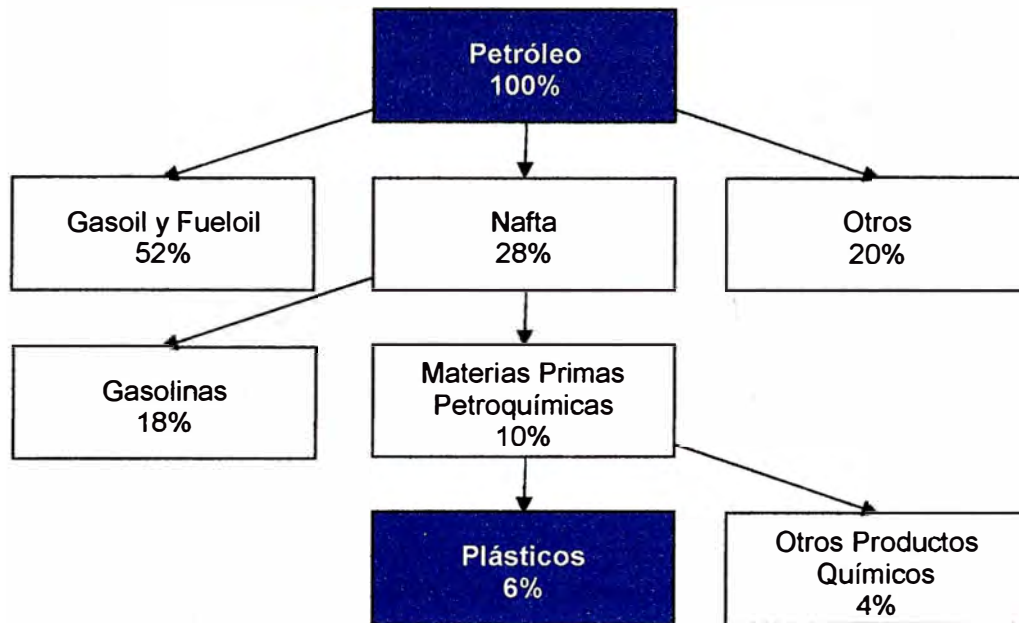 Petróleo
100%
Gasoil y Fueloil
52%
Nafta
28%
Otros
20%
Gasolinas
18%
Materias Primas
Petroquímicas
10%
Plásticos
6%
Otros Productos
Químicos
4%